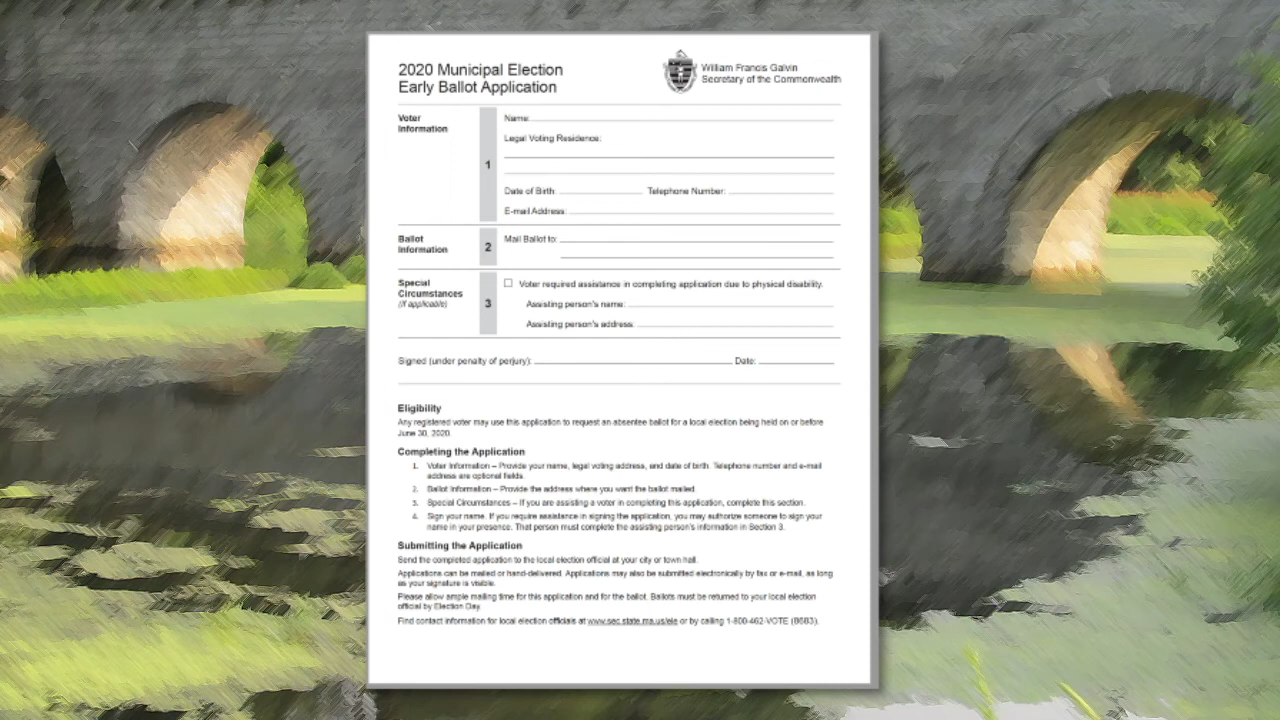 2020 Municipal Election
Early Ballot Application
William Francis Galvin
Secretary of the Commonwealth
Voter
Information
1
Name:
Legal Voting Residence:
Date of Birth: Telephone Number:
E-mail Address:
Ballot
Information
2
Mail Ballot to:
Special
Circumstances
(if applicable)
3
☐ Voter required assistance in completing application due to physical disability.
Assisting person's name:
Assisting person's address:
Signed (under penalty of perjury): Date:
Eligibility
Any registered voter may use this application to request an absentee ballot for a local election being held on or before
June 30, 2020.
Completing the Application
1. Voter Information – Provide your name, legal voting address, and date of birth. Telephone number and e-mail
address are optional fields.
2. Ballot Information – Provide the address where you want the ballot mailed.
3. Special Circumstances – If you are assisting a voter in completing this application, complete this section.
4. Sign your name. If you require assistance in signing the application, you may authorize someone to sign your
name in your presence. That person must complete the assisting person's information in Section 3.
Submitting the Application
Send the completed application to the local election official at your city or town hall.
Applications can be mailed or hand-delivered. Applications may also be submitted electronically by fax or e-mail, as long
as your signature is visible.
Please allow ample mailing time for this application and for the ballot. Ballots must be returned to your local election
official by Election Day.
Find contact information for local election officials at www.sec.state.ma.us/ele or by calling 1-800-462-VOTE (8683).